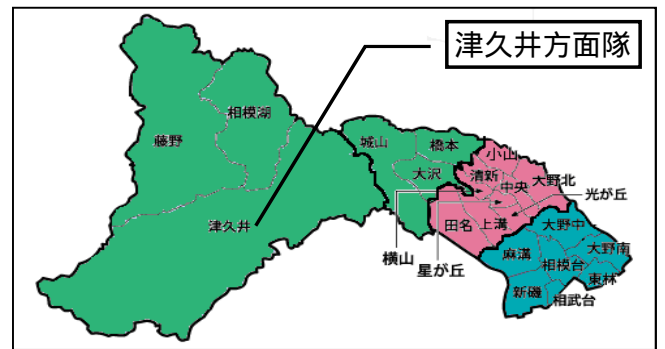 津久井方面隊
相模湖
藤野
城山
橋本
小山
大沢
清新
中央
大野北
光が丘
津久井
田名
上溝
大野中
横山
星が丘
麻溝
大野南
相模台
東林
新磯
相武台